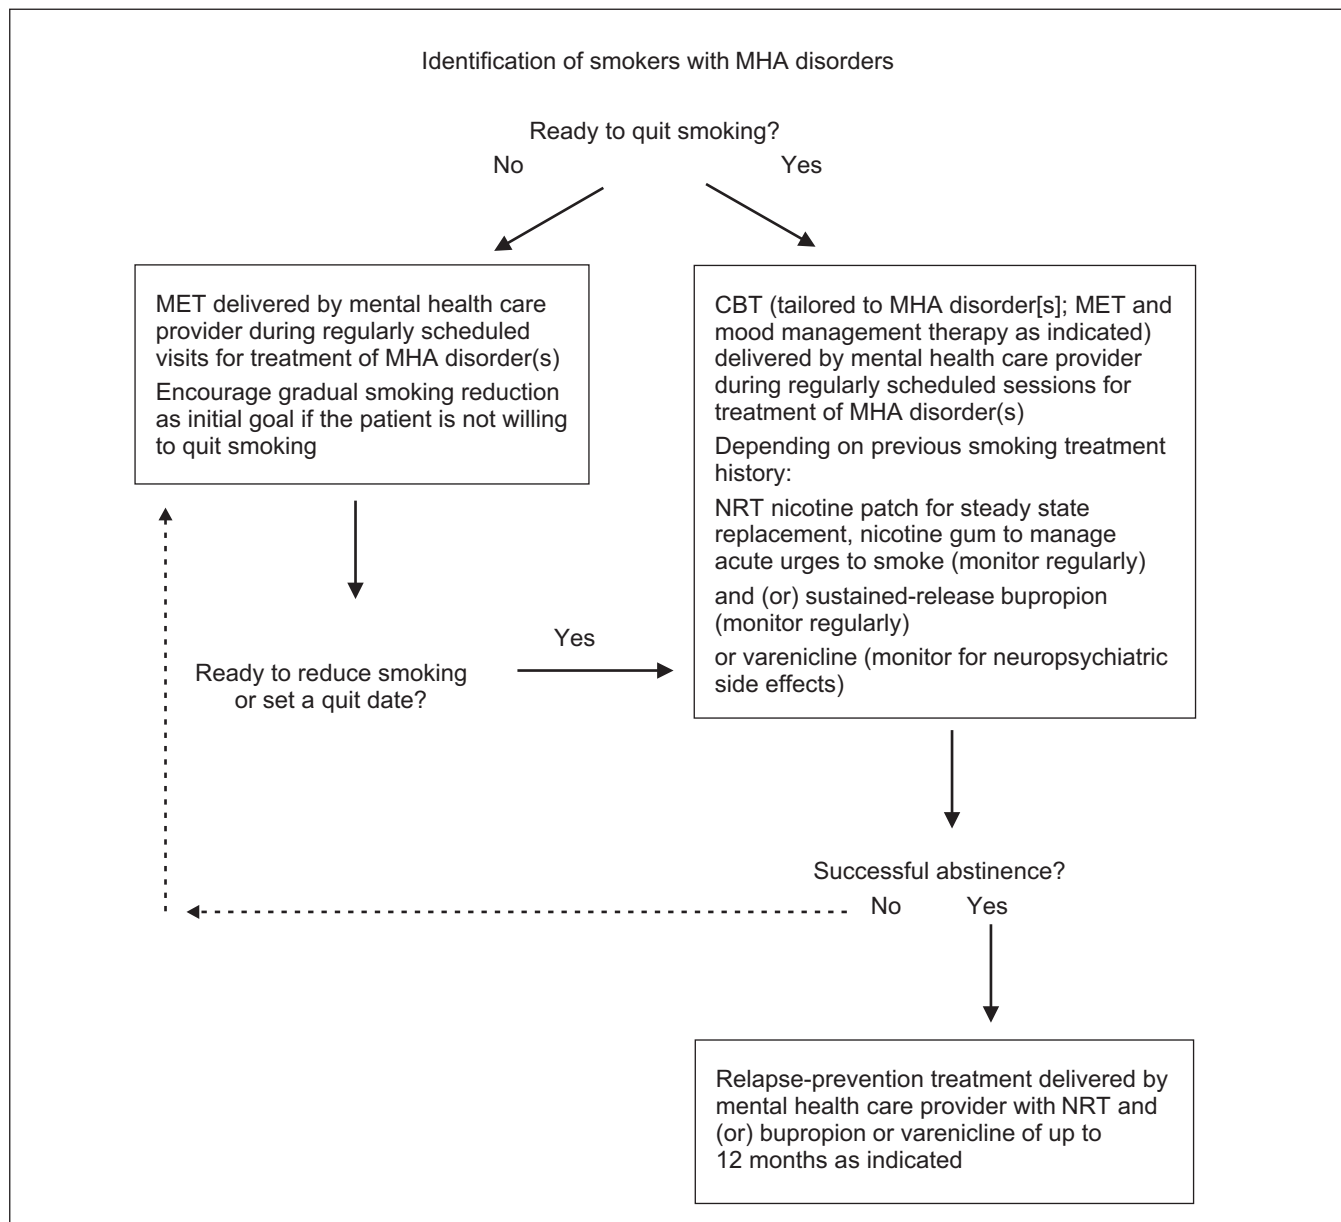 Identification of smokers with MHA disorders
Ready to quit smoking?
No
Yes
MET delivered by mental health care
provider during regularly scheduled
visits for treatment of MHA disorder(s)
Encourage gradual smoking reduction
as initial goal if the patient is not willing
to quit smoking
CBT (tailored to MHA disorder[s]; MET and
mood management therapy as indicated)
delivered by mental health care provider
during regularly scheduled sessions for
treatment of MHA disorder(s)
Depending on previous smoking treatment
history:
NRT nicotine patch for steady state
replacement, nicotine gum to manage
acute urges to smoke (monitor regularly)
and (or) sustained-release bupropion
(monitor regularly)
or varenicline (monitor for neuropsychiatric
side effects)
Ready to reduce smoking
or set a quit date?
Yes
Successful abstinence?
No
Yes
Relapse-prevention treatment delivered by
mental health care provider with NRT and
(or) bupropion or varenicline of up to
12 months as indicated